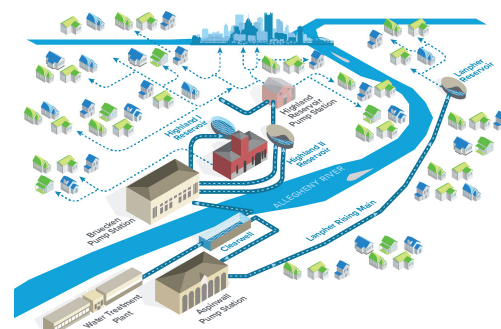 Lanpher
Reservoir
Highland
Reservoir
Pump Station
Highland
Reservoir
Highland II
Reservoir
ALLEGHENY RIVER
Bruecken
Pump Station
Lanpher Rising Main
Clearwell
Water Treatment
Plant
Aspinwall
Pump Station